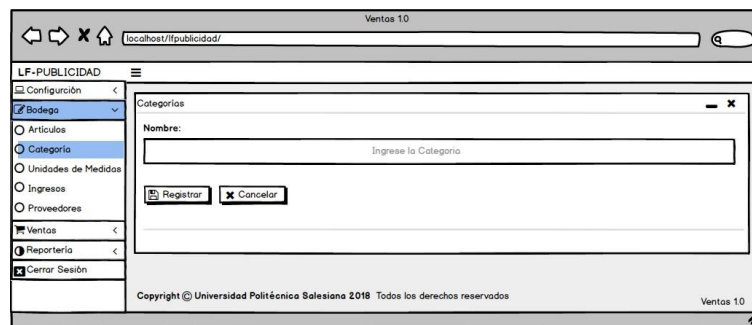 Ventas 1.0
localhost/lfpublicidad/
LF-PUBLICIDAD
Configurción
Bodega
Artículos
Categoría
Unidades de Medidas
Ingresos
Proveedores
Ventas
Reportería
Cerrar Sesión
Categorías
Nombre:
Ingrese la Categoria
Registrar
Cancelar
Copyright © Universidad Politécnica Salesiana 2018 Todos los derechos reservados
Ventas 1.0